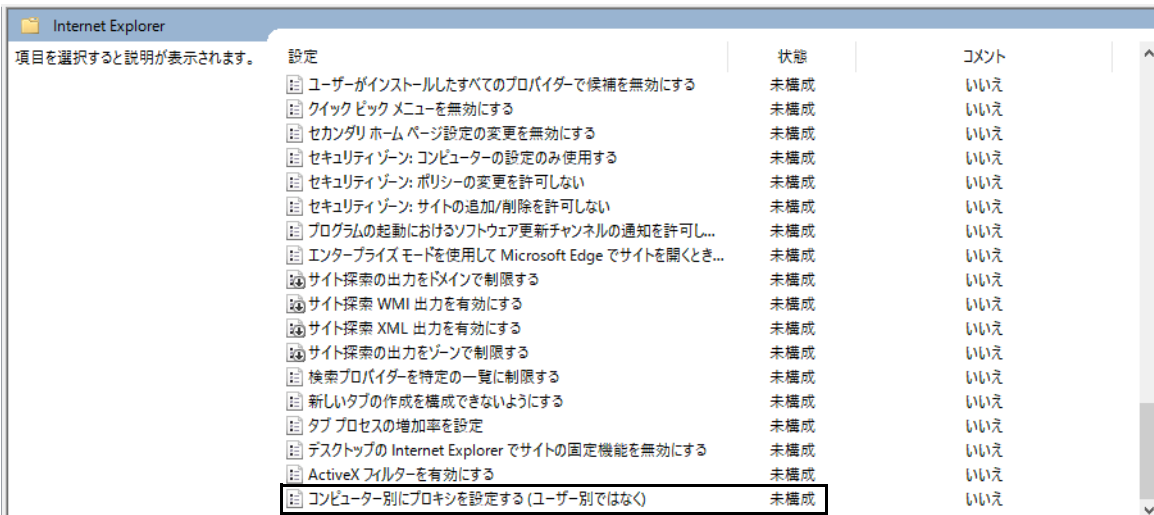 Internet Explorer
項目を選択すると説明が表示されます。
設定 状態 コメント
ユーザーがインストールしたすべてのプロバイダーで候補を無効にする 未構成 いいえ
クイック ピック メニューを無効にする 未構成 いいえ
セカンダリ ホーム ページ設定の変更を無効にする 未構成 いいえ
セキュリティ ゾーン: コンピューターの設定のみ使用する 未構成 いいえ
セキュリティ ゾーン: ポリシーの変更を許可しない 未構成 いいえ
セキュリティ ゾーン: サイトの追加/削除を許可しない 未構成 いいえ
プログラムの起動におけるソフトウェア更新チャンネルの通知を許可し... 未構成 いいえ
エンタープライズ モードを使用して Microsoft Edge でサイトを開くとき... 未構成 いいえ
サイト探索の出力をドメインで制限する 未構成 いいえ
サイト探索 WMI 出力を有効にする 未構成 いいえ
サイト探索 XML 出力を有効にする 未構成 いいえ
サイト探索の出力をゾーンで制限する 未構成 いいえ
検索プロバイダーを特定の一覧に制限する 未構成 いいえ
新しいタブの作成を構成できないようにする 未構成 いいえ
タブ プロセスの増加率を設定 未構成 いいえ
デスクトップの Internet Explorer でサイトの固定機能を無効にする 未構成 いいえ
ActiveX フィルターを有効にする 未構成 いいえ
コンピューター別にプロキシを設定する (ユーザー別ではなく) 未構成 いいえ